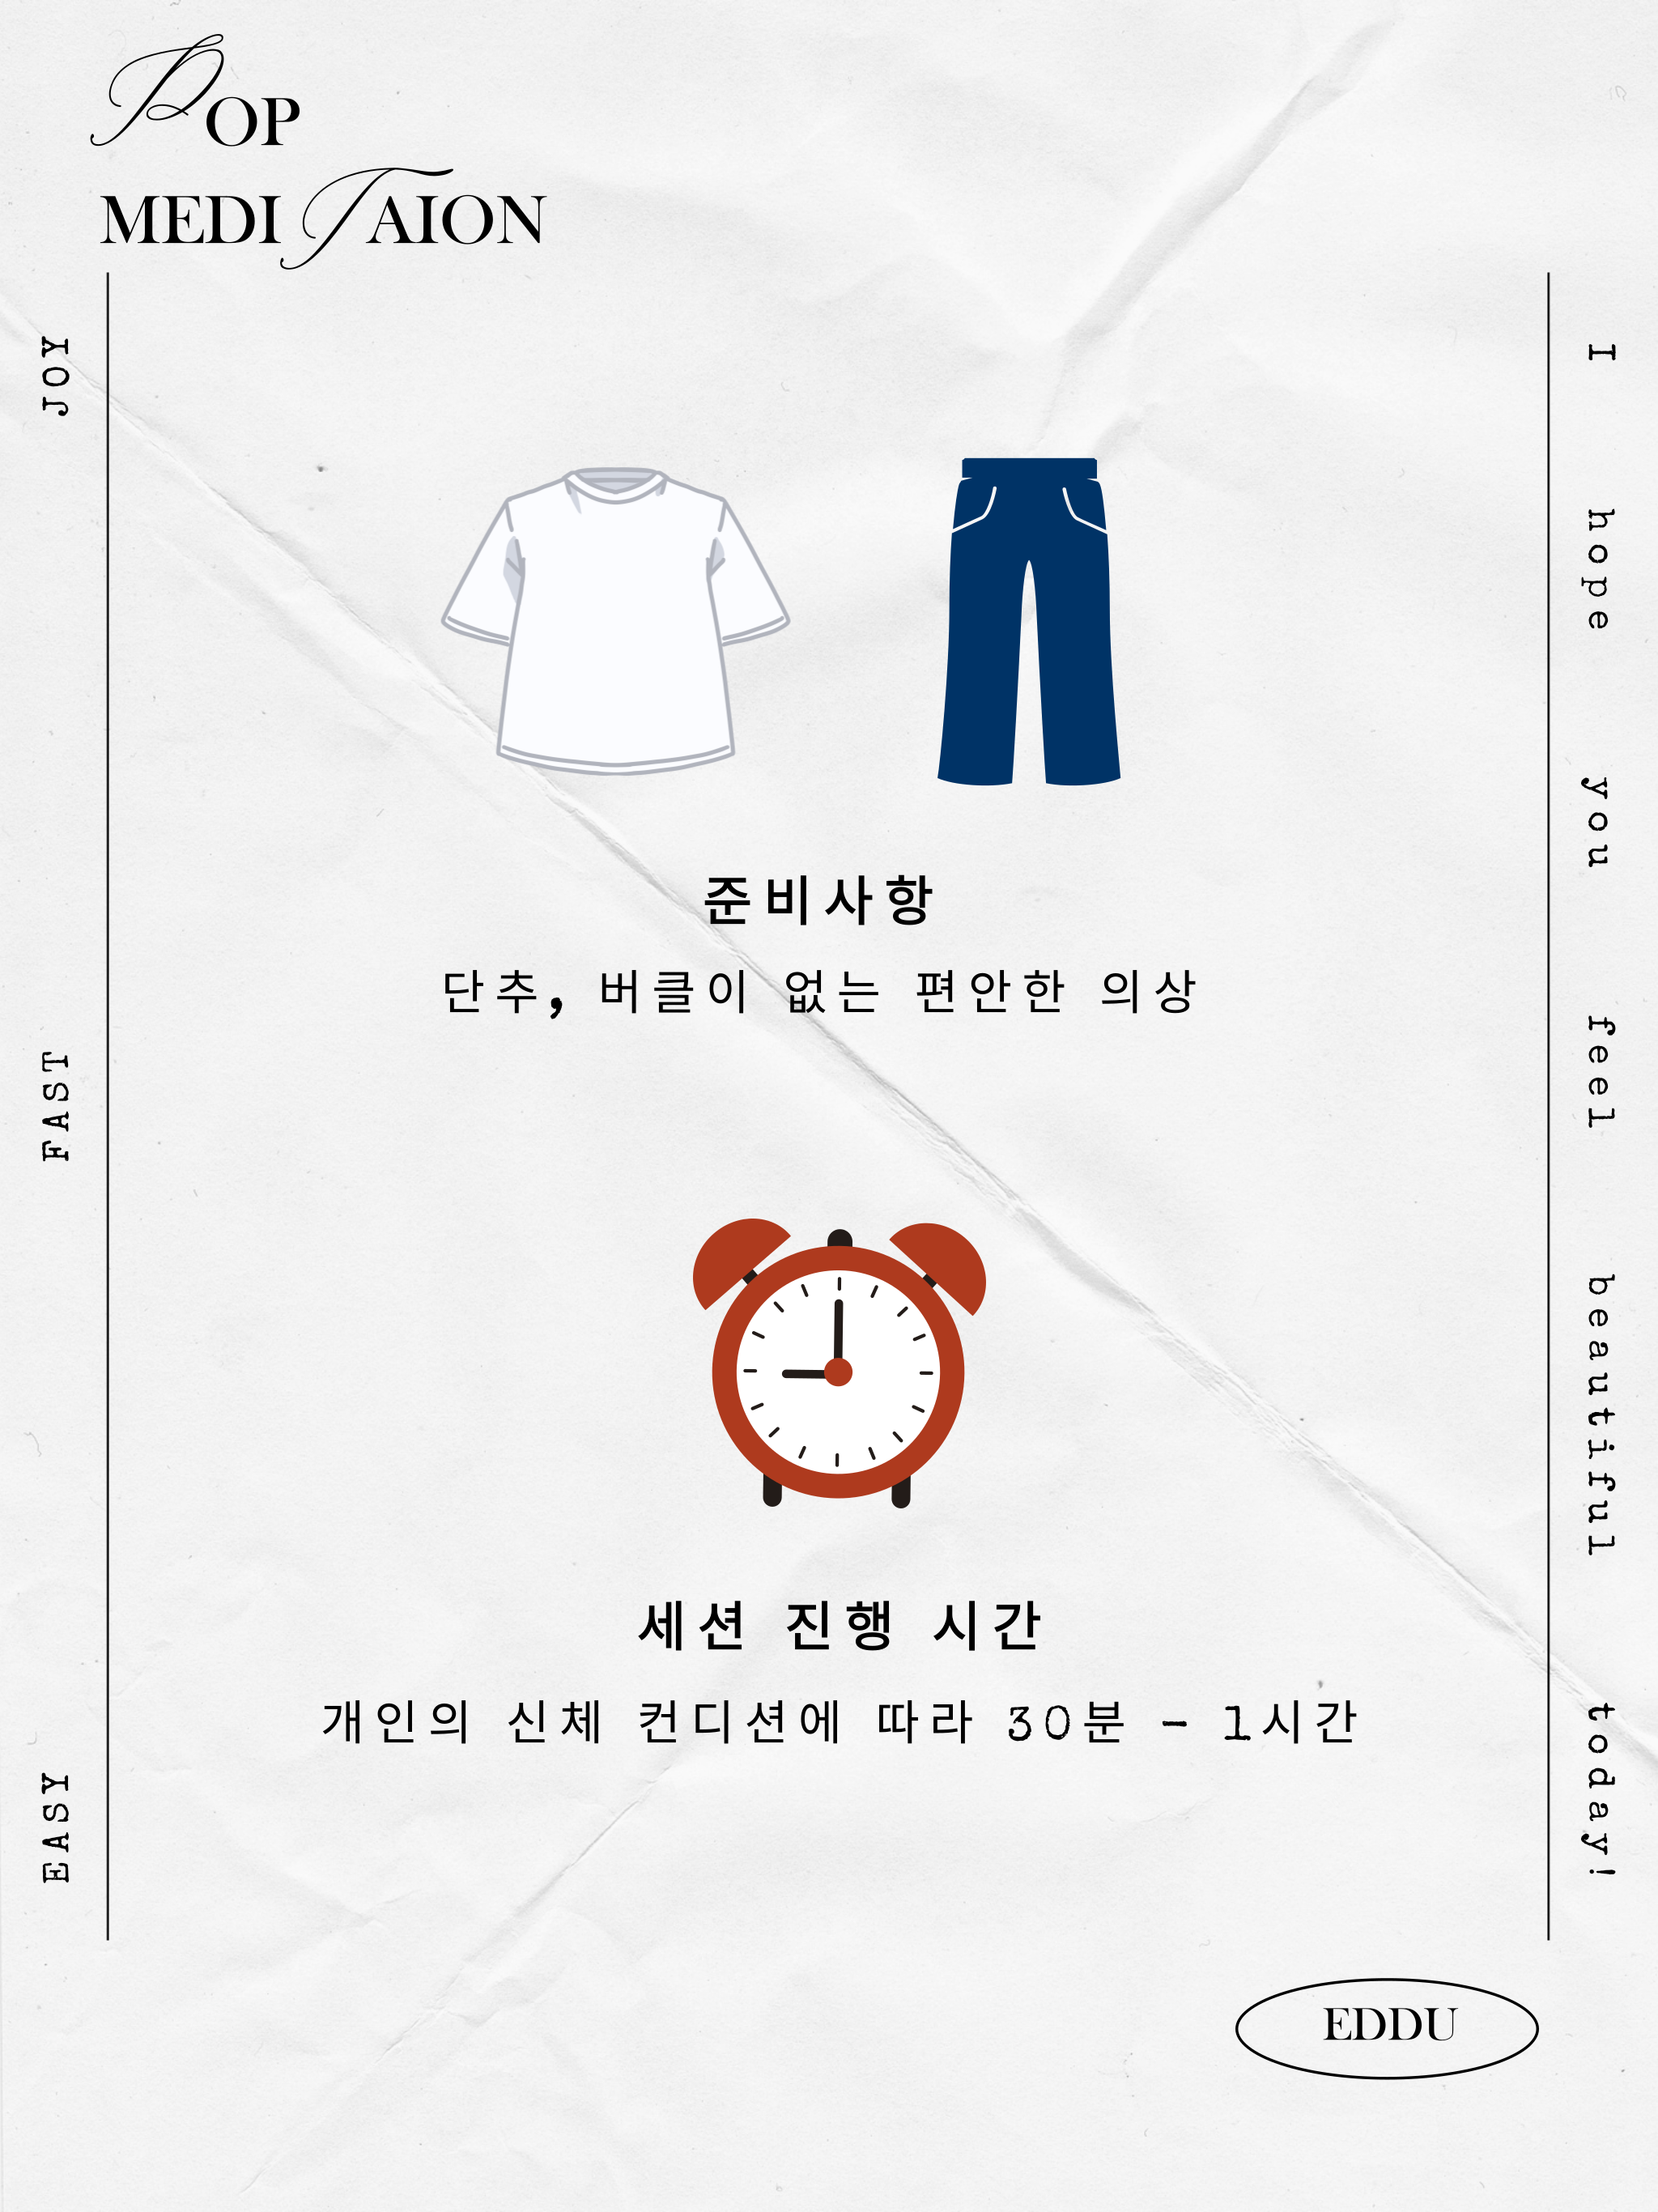 POP
MEDITAION
JOY
FAST
EASY
준비사항
단추, 버클이 없는 편안한 의상
세션 진행 시간
개인의 신체 컨디션에 따라 30분 - 1시간
I hope you feel beautiful today!
EDDU